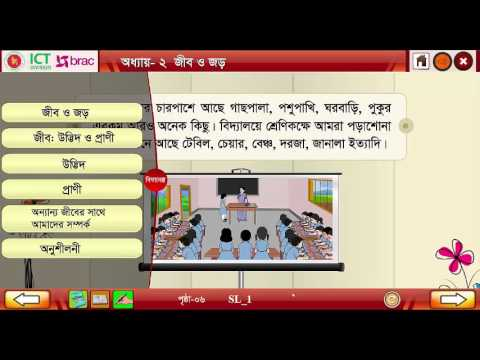 ICT
brac
অধ্যায়- ২ জীব ও জড়
চারপাশে আছে গাছপালা, পশুপাখি, ঘরবাড়ি, পুকুর
অনেক কিছু। বিদ্যালয়ে শ্রেণিকক্ষে আমরা পড়াশোনা
আছে টেবিল, চেয়ার, বেঞ্চ, দরজা, জানালা ইত্যাদি।
জীব ও জড়
জীব: উদ্ভিদ ও প্রাণী
উদ্ভিদ
প্রাণী
অন্যান্য জীবের সাথে
আমাদের সম্পর্ক
অনুশীলনী
বিদ্যালয়
পৃষ্ঠা-০৬
SL_1